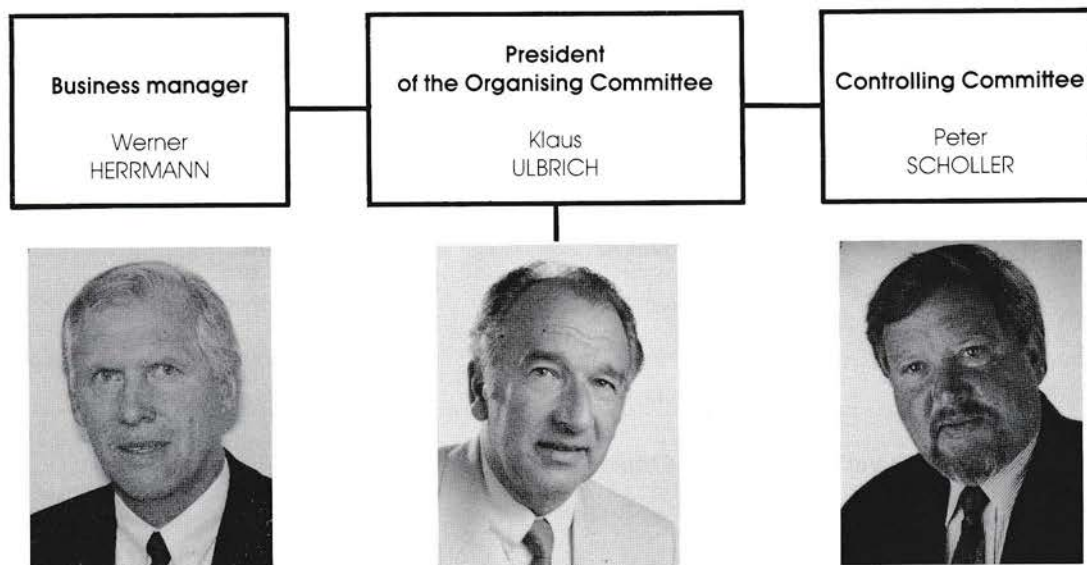 Business manager
Werner
HERRMANN
President
of the Organising Committee
Klaus
ULBRICH
Controlling Committee
Peter
SCHOLLER